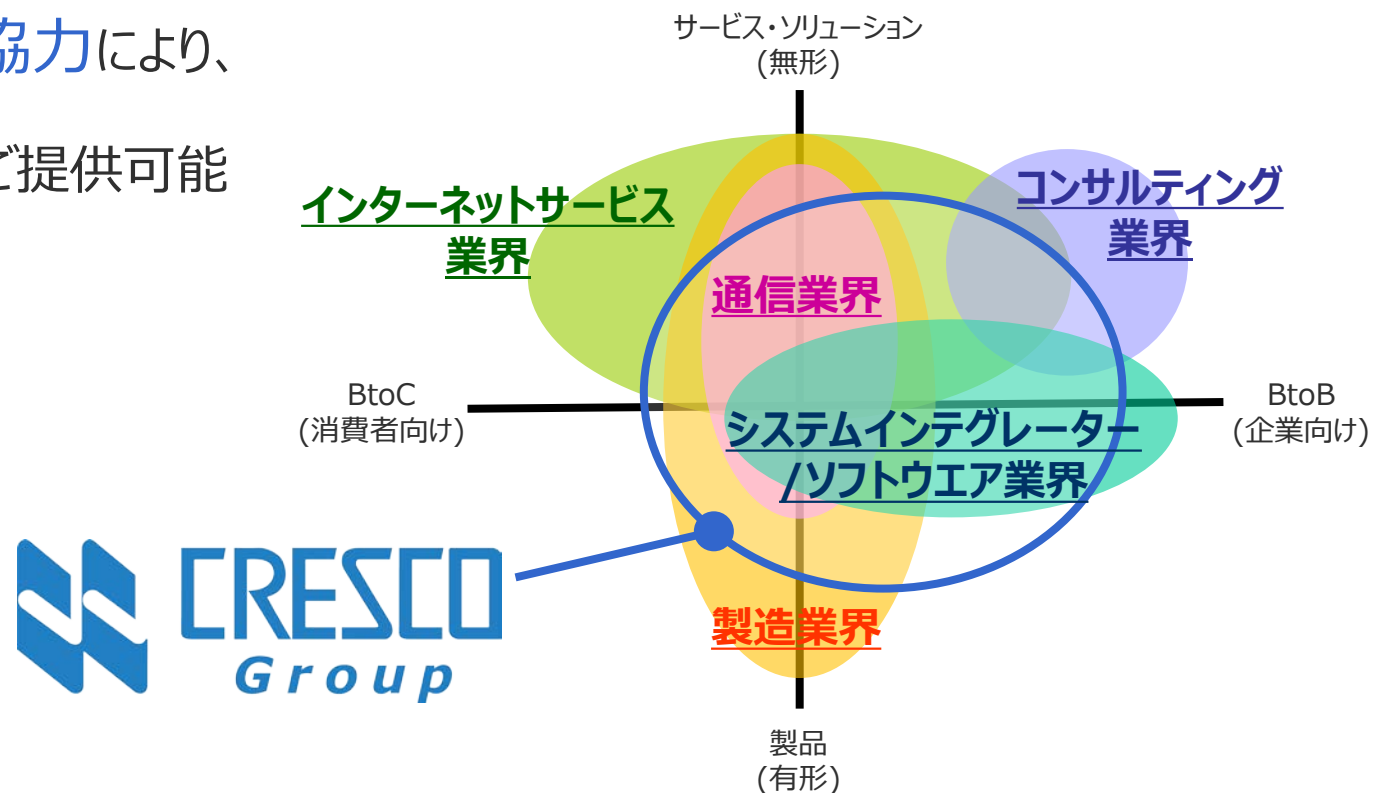 協力により、
ご提供可能
サービス・ソリューション
(無形)
インターネットサービス
業界
コンサルティング
業界
通信業界
BtoC
(消費者向け)
BtoB
(企業向け)
システムインテグレーター
/ソフトウエア業界
CRESCO
Group
製造業界
製品
(有形)